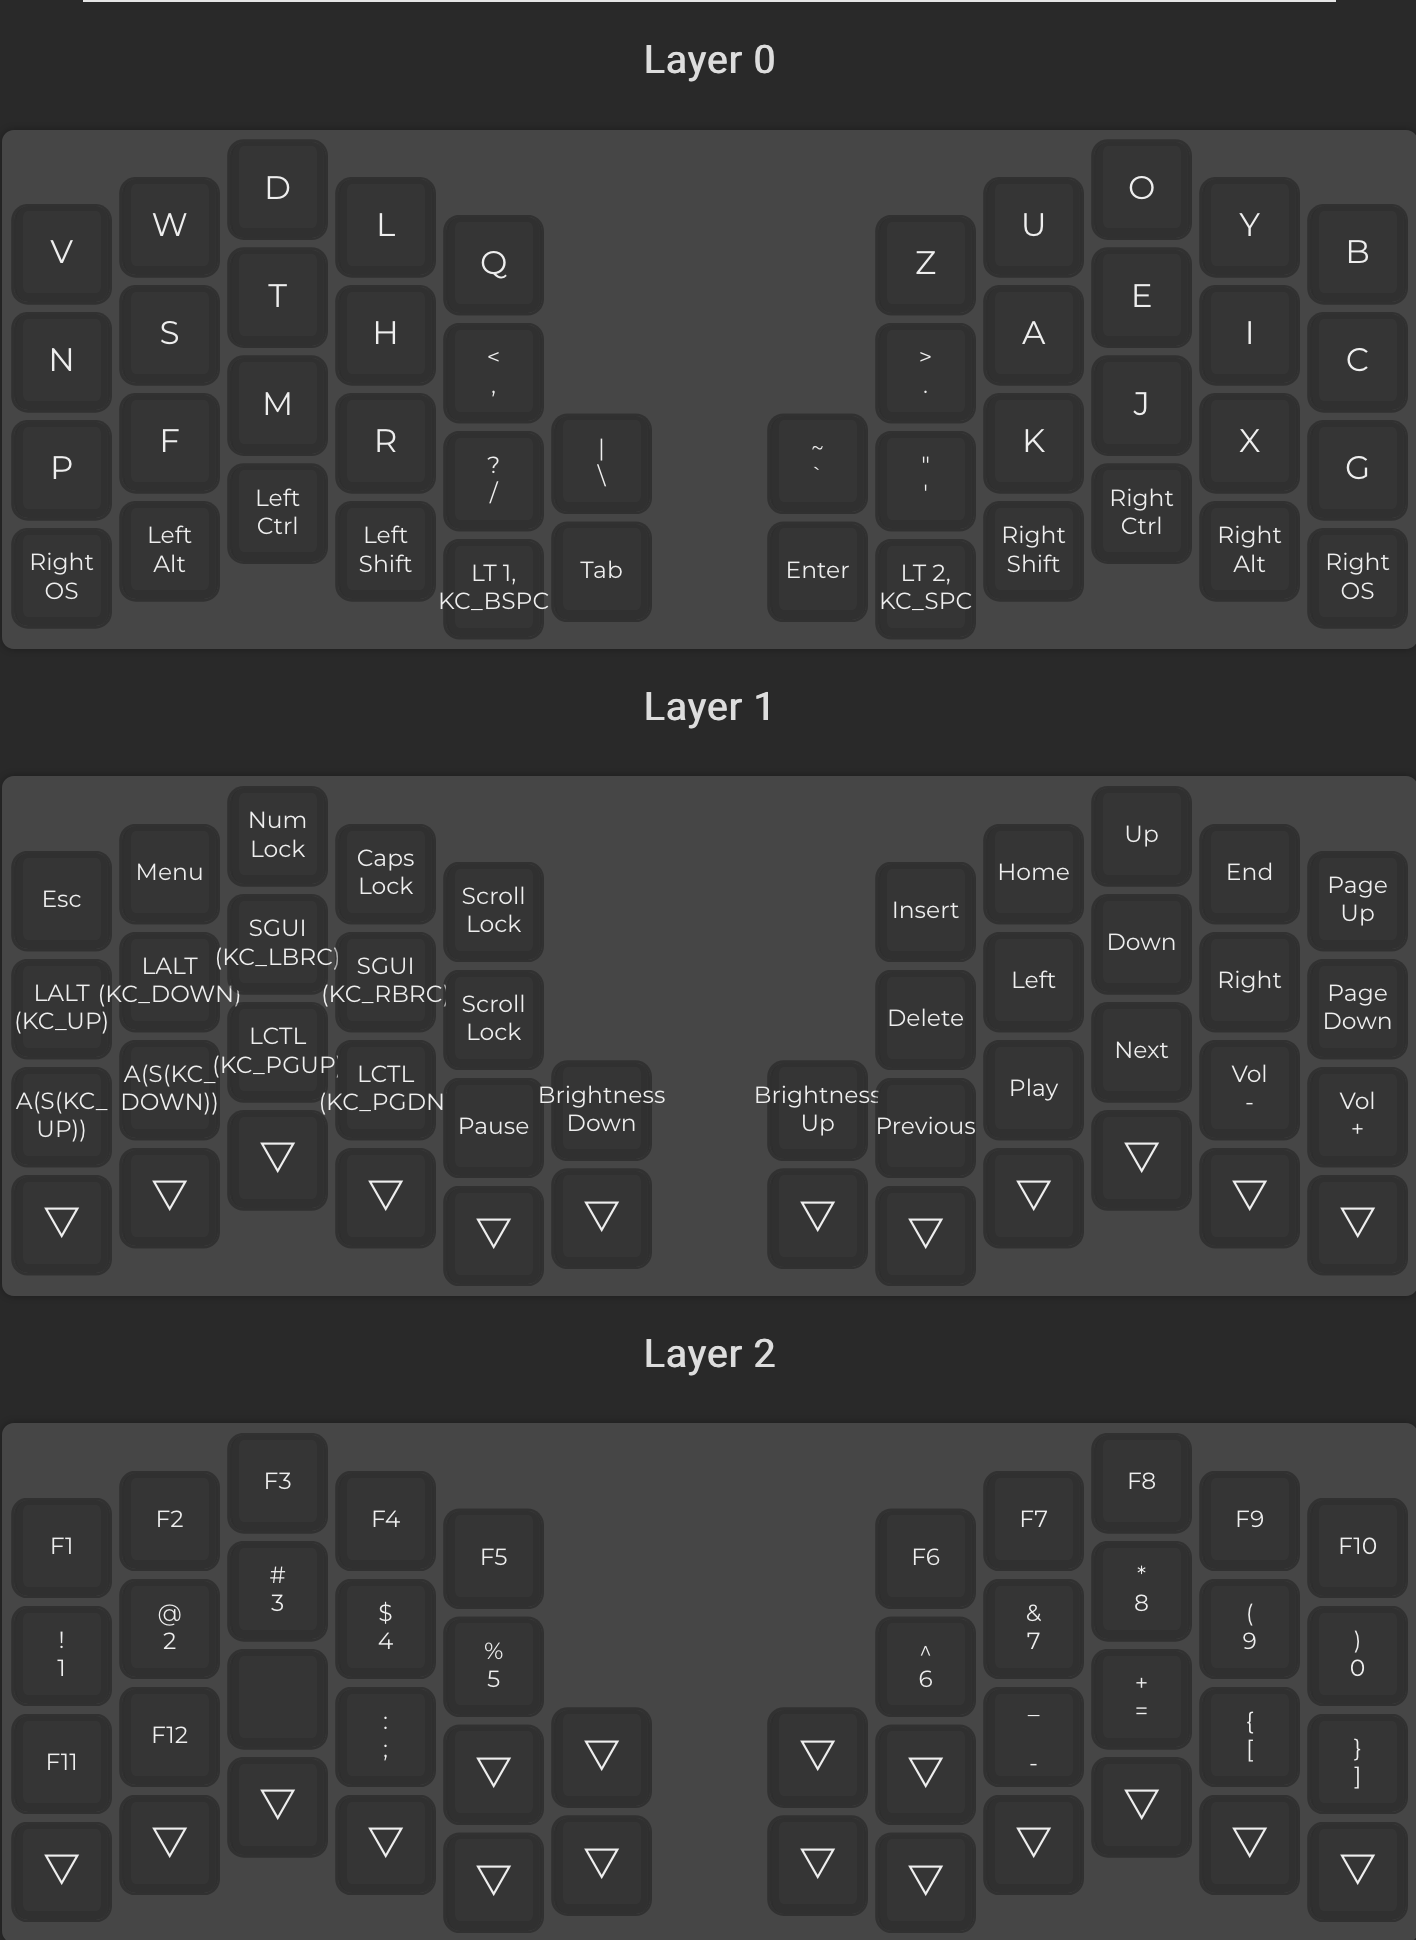 Layer 0
V
W
D
L
Q
Z
U
O
Y
B
N
S
T
H
<
,
>
.
A
E
I
C
P
F
M
R
?
/
|
\
~
`
"
'
K
J
X
G
Right
OS
Left
Alt
Left
Ctrl
Left
Shift
LT 1,
KC_BSPC
Tab
Enter
LT 2,
KC_SPC
Right
Shift
Right
Ctrl
Right
Alt
Right
OS
Layer 1
Esc
Menu
Num
Lock
Caps
Lock
Scroll
Lock
Insert
Home
Up
End
Page
Up
LALT
(KC_UP)
LALT
(KC_DOWN)
SGUI
(KC_LBRC)
SGUI
(KC_RBRC)
Scroll
Lock
Delete
Left
Down
Right
Page
Down
A(S(KC_
UP))
A(S(KC_
DOWN))
LCTL
(KC_PGUP)
LCTL
(KC_PGDN
Pause
Brightness
Down
Brightness
Up
Previous
Play
Next
Vol
-
Vol
+
▽
▽
▽
▽
▽
▽
▽
▽
▽
▽
▽
▽
Layer 2
F1
F2
F3
F4
F5
F6
F7
F8
F9
F10
!
1
@
2
#
3
$
4
%
5
^
6
&
7
*
8
(
9
)
0
F11
F12
:
;
▽
▽
▽
▽
_
-
+
=
{
[
}
]
▽
▽
▽
▽
▽
▽
▽
▽
▽
▽
▽
▽